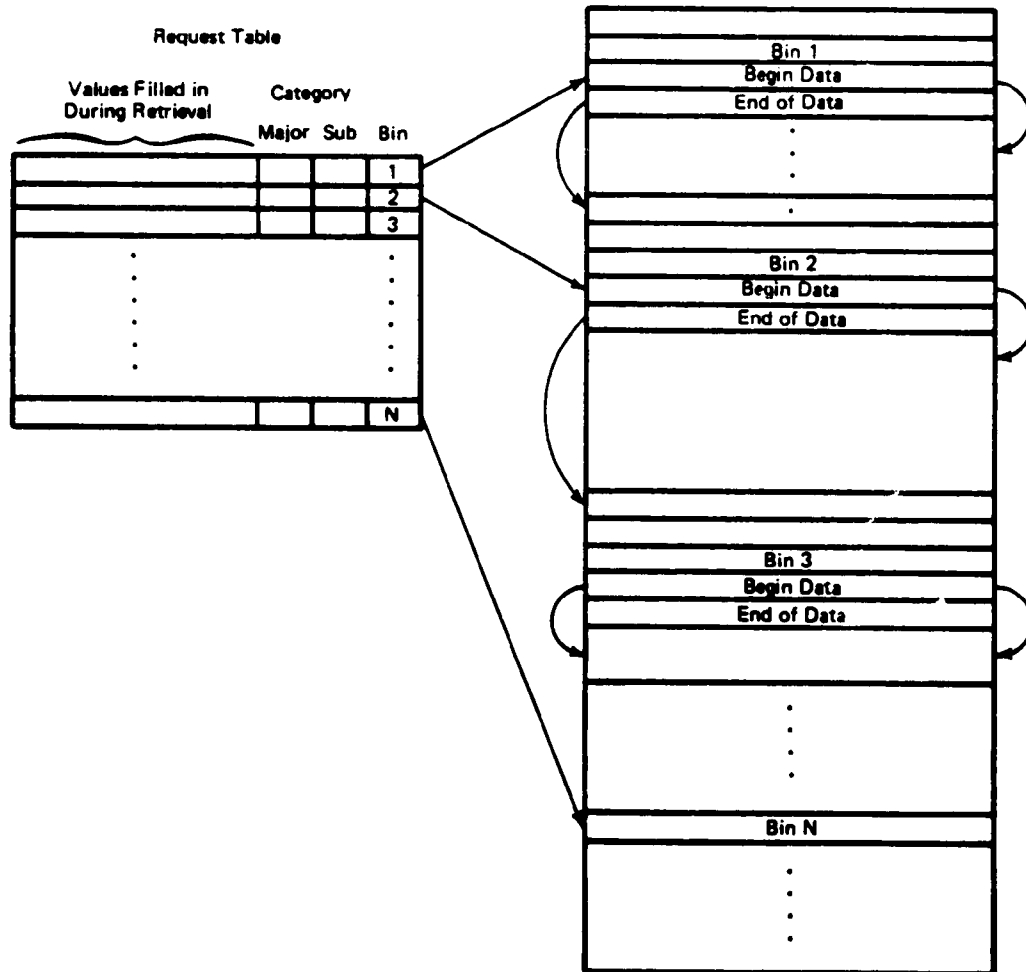 Request Table
Values Filled in
During Retrieval
Category
Major Sub Bin
1
2
3
N
Bin 1
Begin Data
End of Data
Bin 2
Begin Data
End of Data
Bin 3
Begin Data
End of Data
Bin N